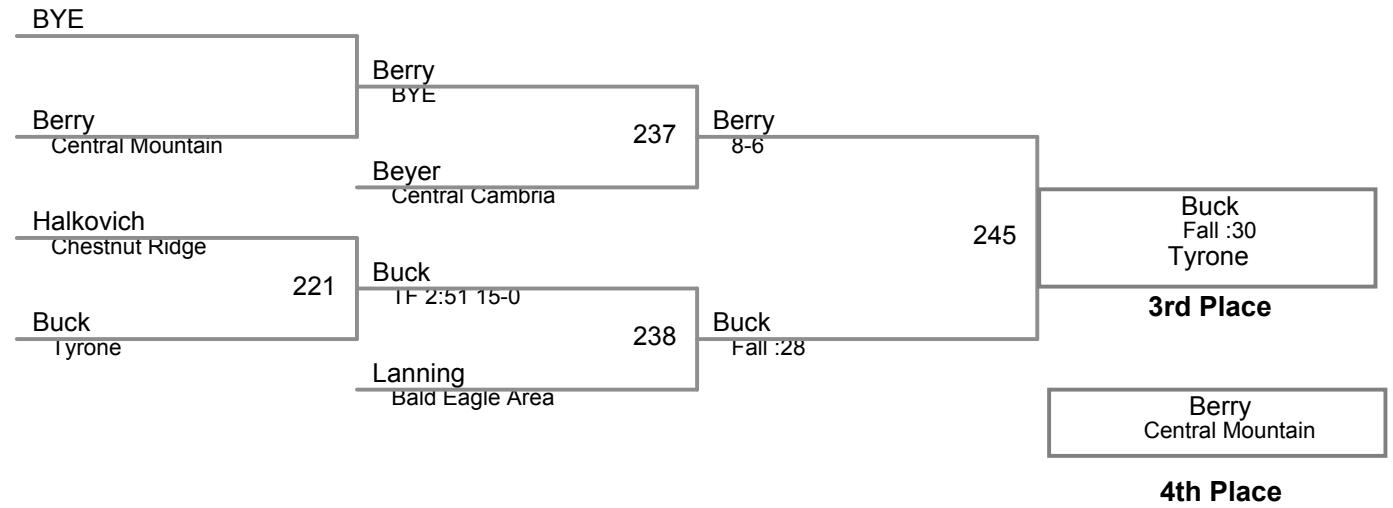 BYE
Berry
BYE
Berry
Central Mountain
237
Berry
8-6
Beyer
Central Cambria
Halkovich
Chestnut Ridge
245
Buck
Fall :30
Tyrone
3rd Place
221
Buck
TF 2:51 15-0
Buck
Tyrone
238
Buck
Fall :28
Lanning
Bald Eagle Area
Berry
Central Mountain
4th Place